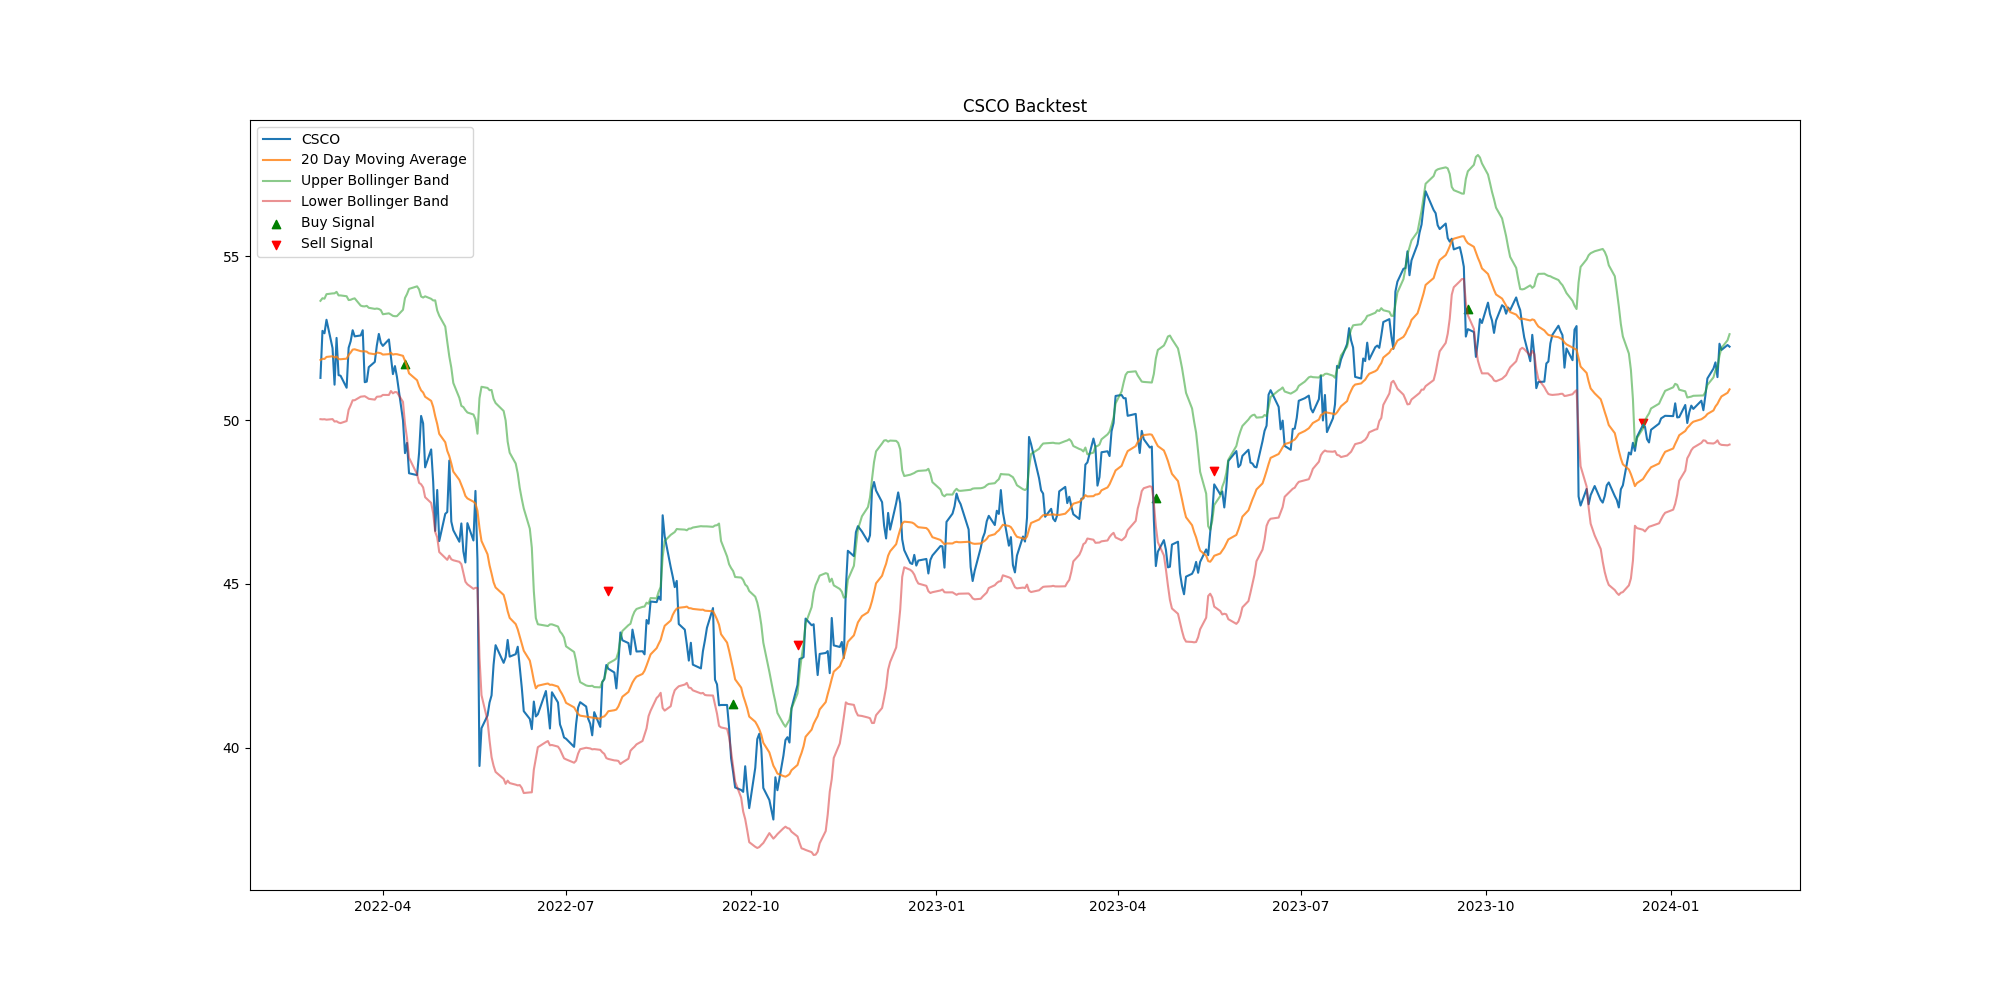 CSCO Backtest
CSCO
20 Day Moving Average
Upper Bollinger Band
Lower Bollinger Band
Buy Signal
Sell Signal
55
50
45
40
2022-04 2022-07 2022-10 2023-01 2023-04 2023-07 2023-10 2024-01